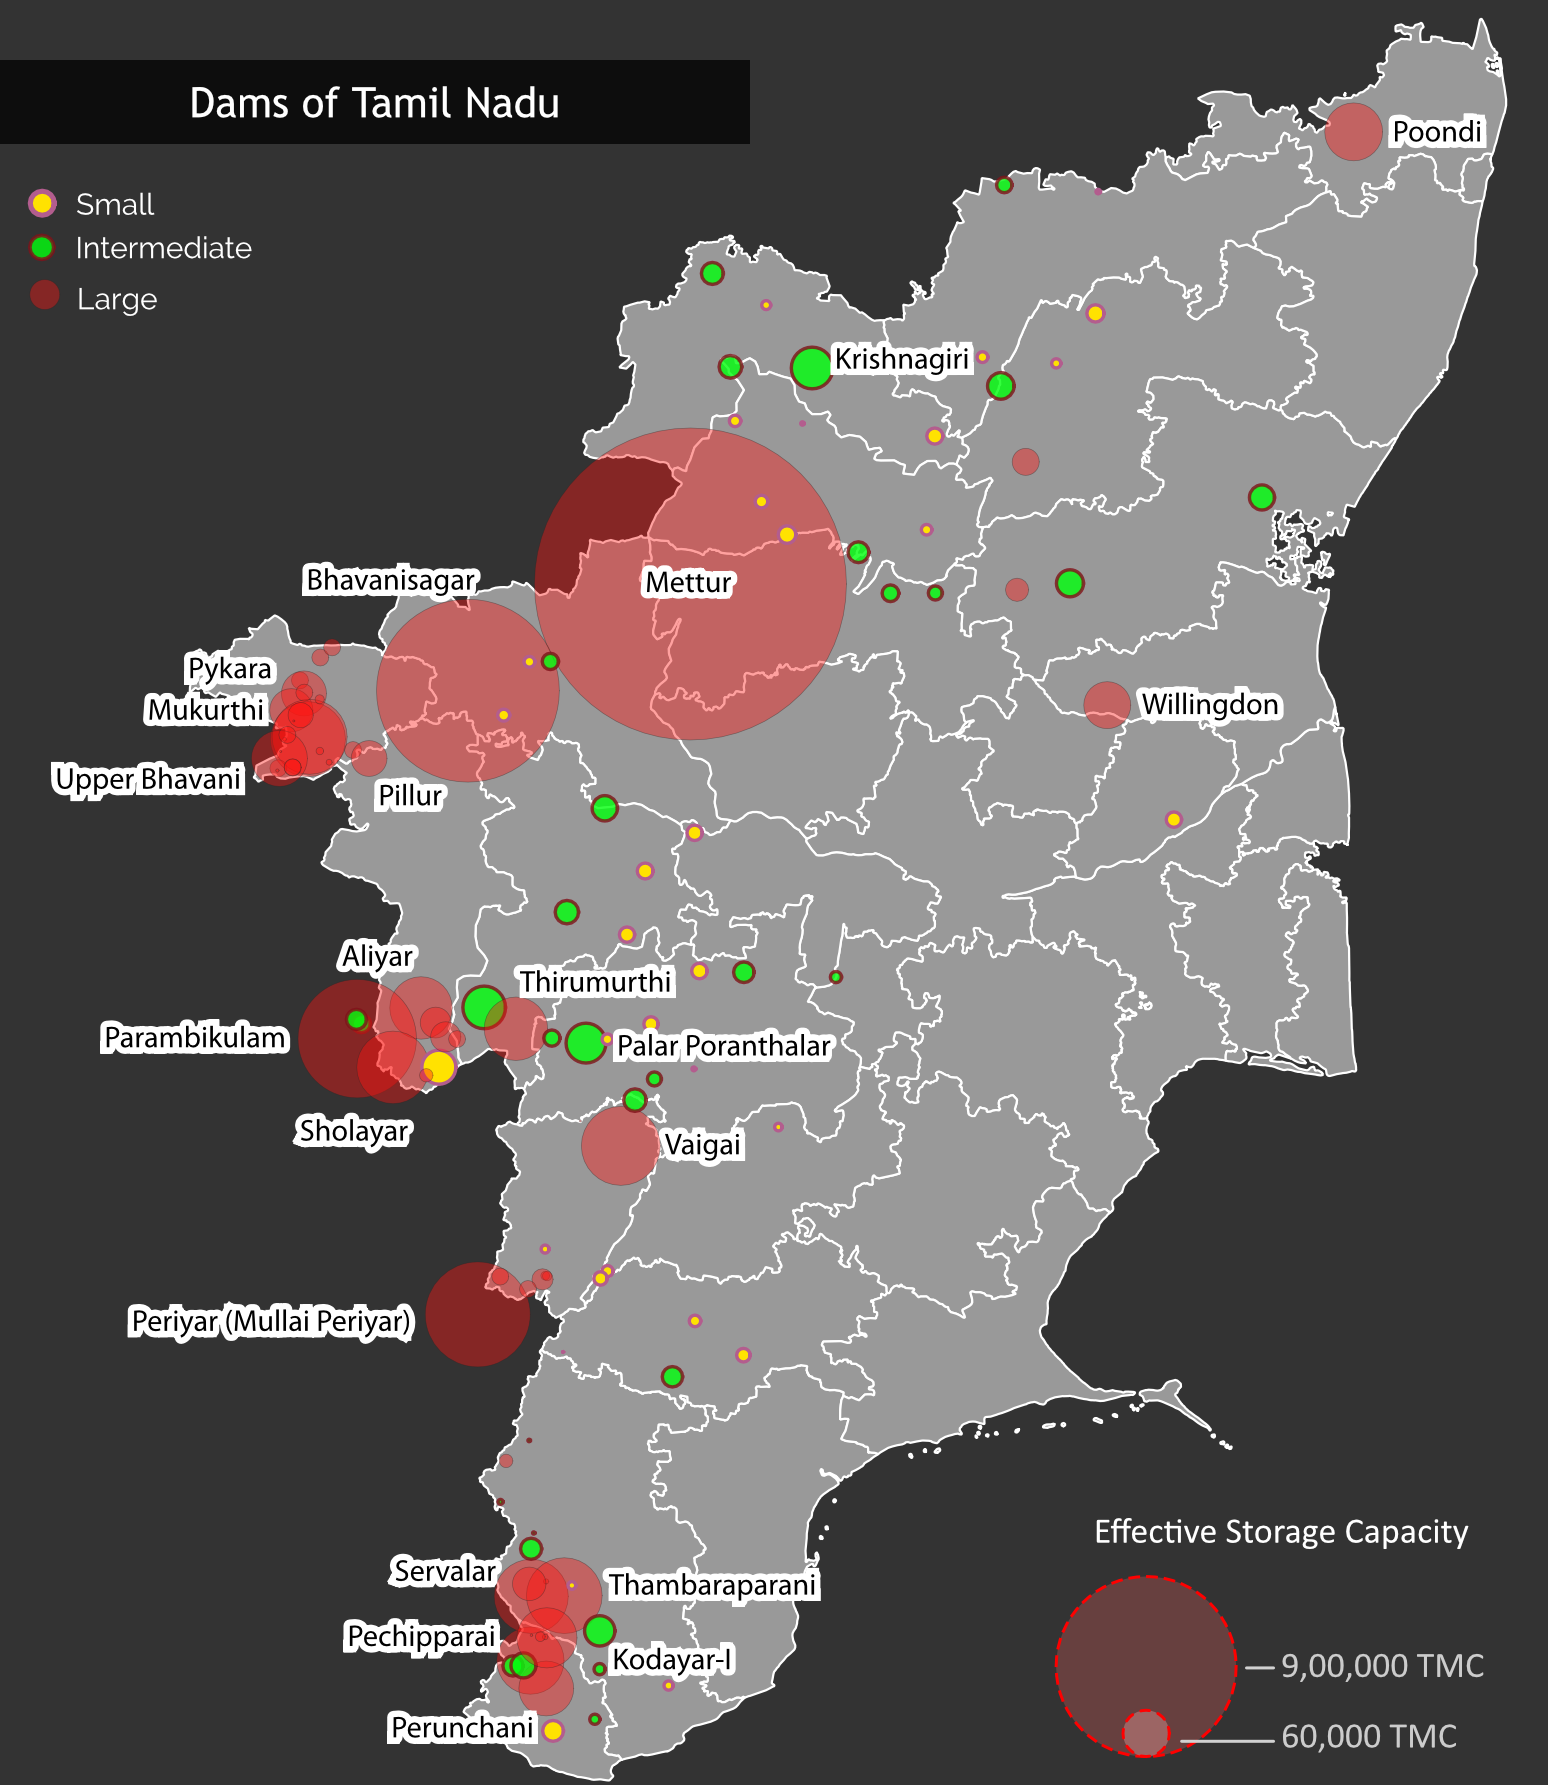 Dams of Tamil Nadu
Small
Intermediate
Large
Poondi
Krishnagiri
Bhavanisagar
Mettur
Pykara
Mukurthi
Willingdon
Upper Bhavani
Pillur
Aliyar
Thirumurthi
Parambikulam
Palar Poranthalar
Sholayar
Vaigai
Periyar (Mullai Periyar)
Effective Storage Capacity
Servalar
Thambaraparani
Pechipparai
Kodayar-I
9,00,000 TMC
Perunchani
60,000 TMC